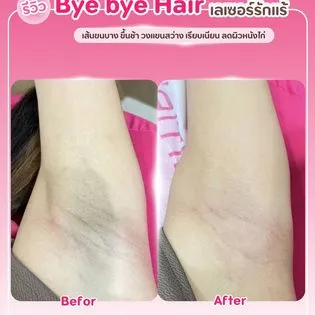 รีวิว Bye bye Hair เลเซอร์รักแร้
เส้นขนบาง ขึ้นช้า วงแขนสว่าง เรียบเนียน ลดผิวหนังไก่
Befor After